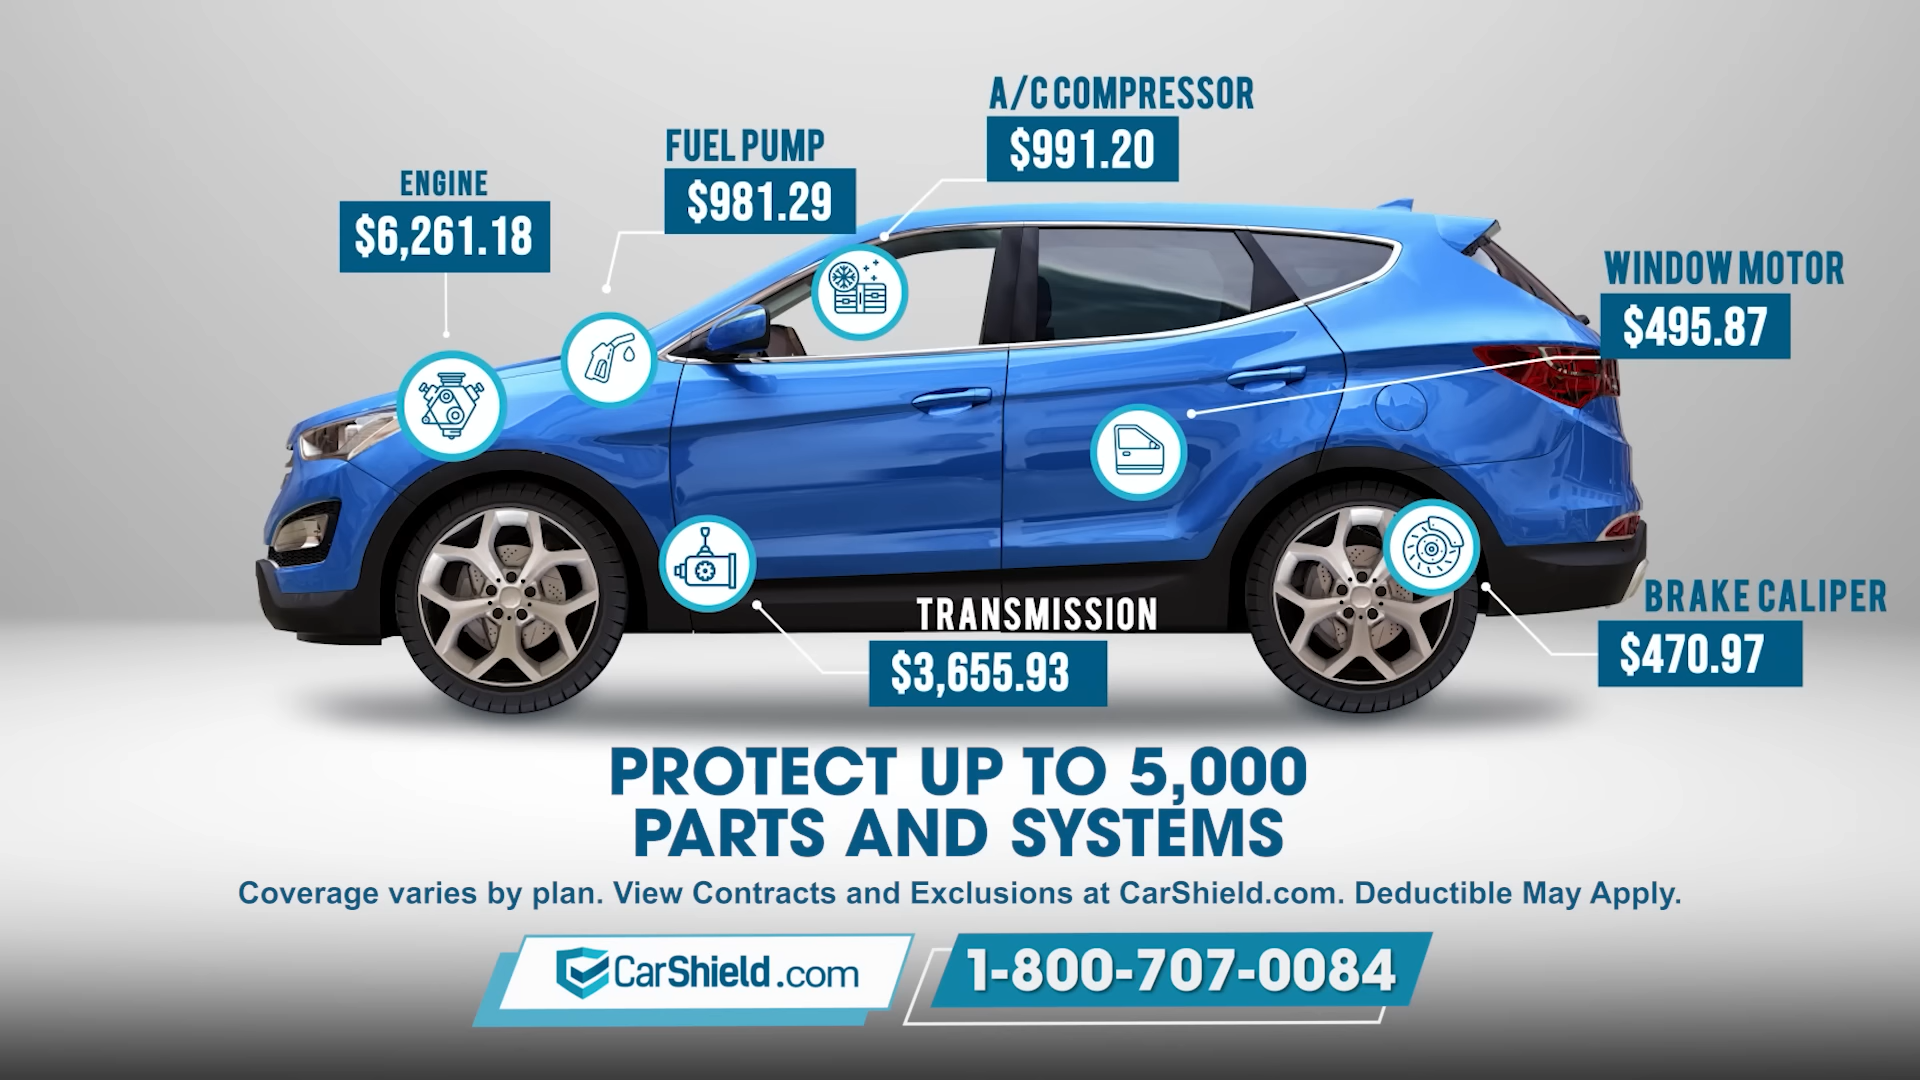 A/C COMPRESSOR
$991.20
FUEL PUMP
$981.29
ENGINE
$6,261.18
WINDOW MOTOR
$495.87
BRAKE CALIPER
$470.97
TRANSMISSION
$3,655.93
PROTECT UP TO 5,000
PARTS AND SYSTEMS
Coverage varies by plan. View Contracts and Exclusions at CarShield.com. Deductible May Apply.
CarShield.com
1-800-707-0084